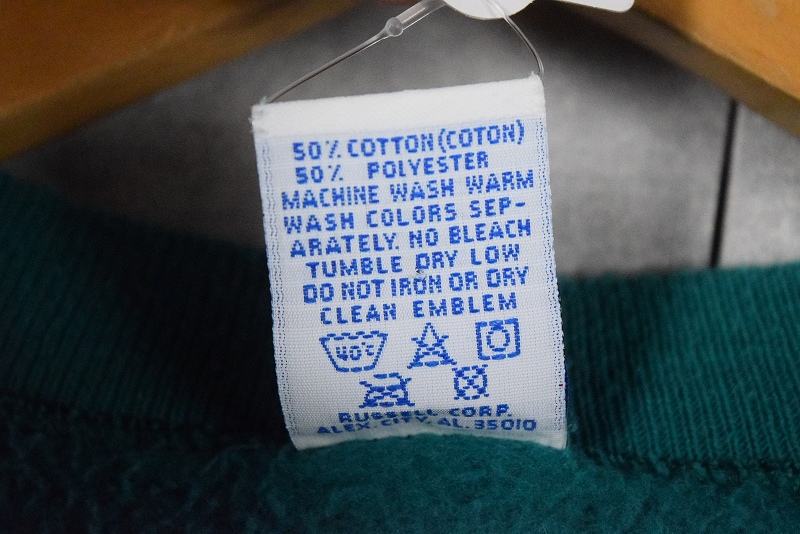 50% COTTON (COTON)
50% POLYESTER
MACHINE WASH WARM
WASH COLORS SEP-
ARATELY. NO BLEACH
TUMBLE DRY LOW
DO NOT IRON OR DRY
CLEAN EMBLEM
40°C
RUSSELL CORP.
ALEX. CITY, AL. 35010